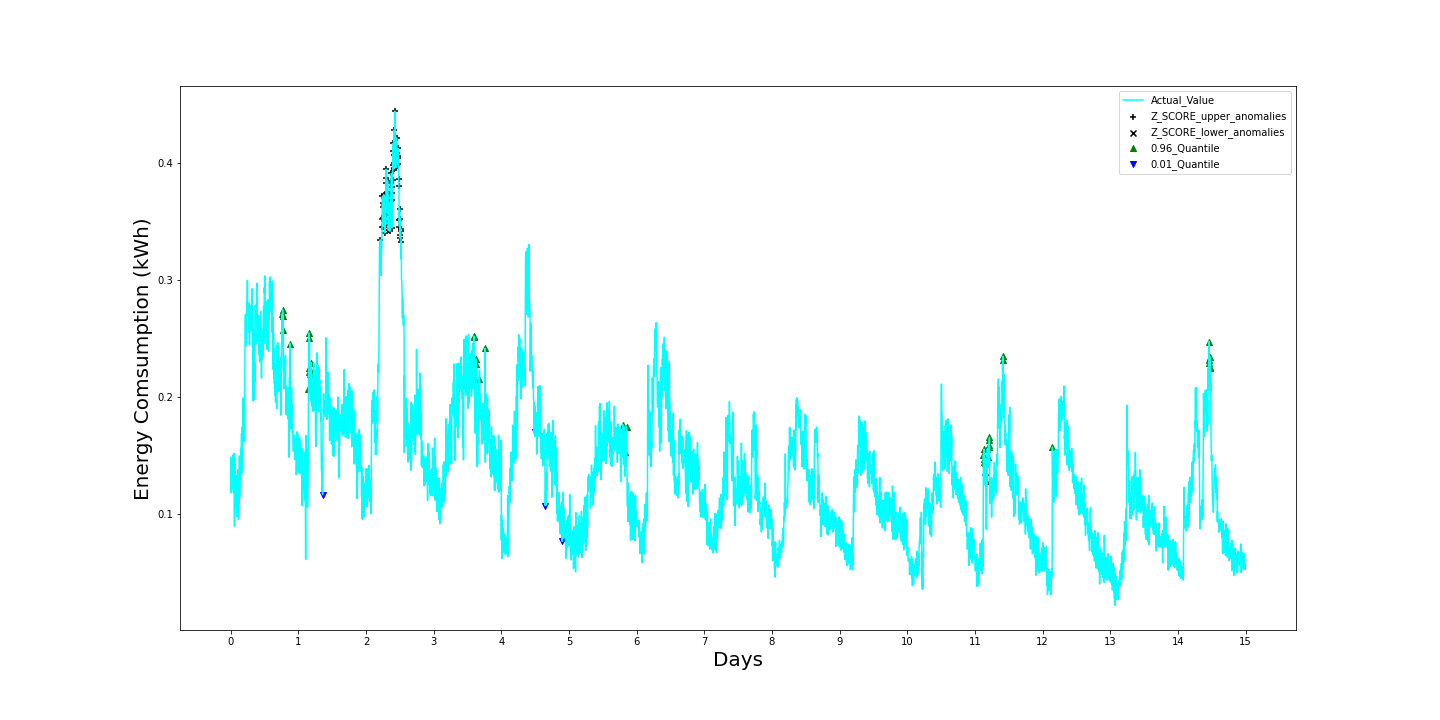 Actual_Value
Z_SCORE_upper_anomalies
Z_SCORE_lower_anomalies
0.96_Quantile
0.01_Quantile
0.4
0.3
0.2
0.1
Energy Comsumption (kWh)
0 1 2 3 4 5 6 7 8 9 10 11 12 13 14 15
Days